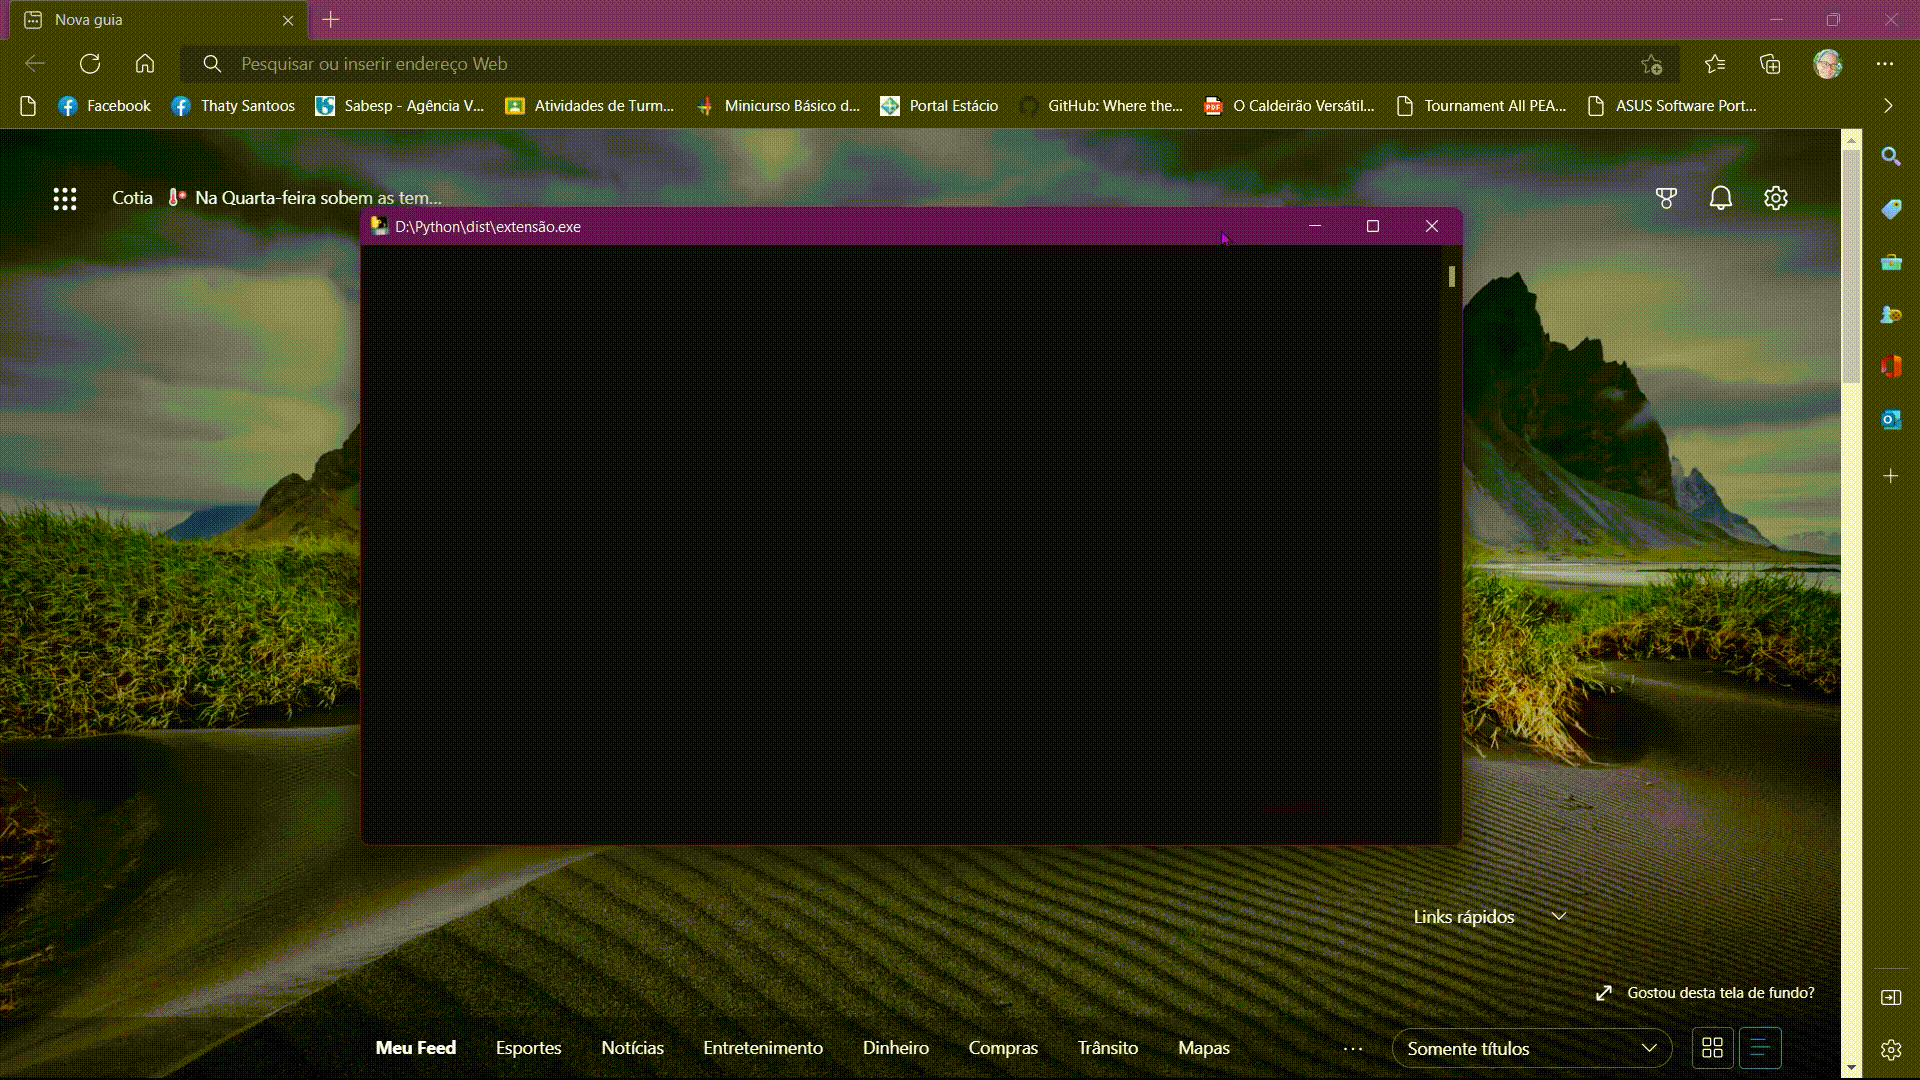 Nova guia
Pesquisar ou inserir endereço Web
Facebook Thaty Santoos Sabesp - Agência V... Atividades de Turm... Minicurso Básico d... Portal Estácio GitHub: Where the... PDF O Caldeirão Versátil... Tournament All PEA... ASUS Software Port...
Cotia Na Quarta-feira sobem as tem...
D:\Python\dist\extensão.exe
Links rápidos
Gostou desta tela de fundo?
Meu Feed Esportes Notícias Entretenimento Dinheiro Compras Trânsito Mapas ... Somente títulos